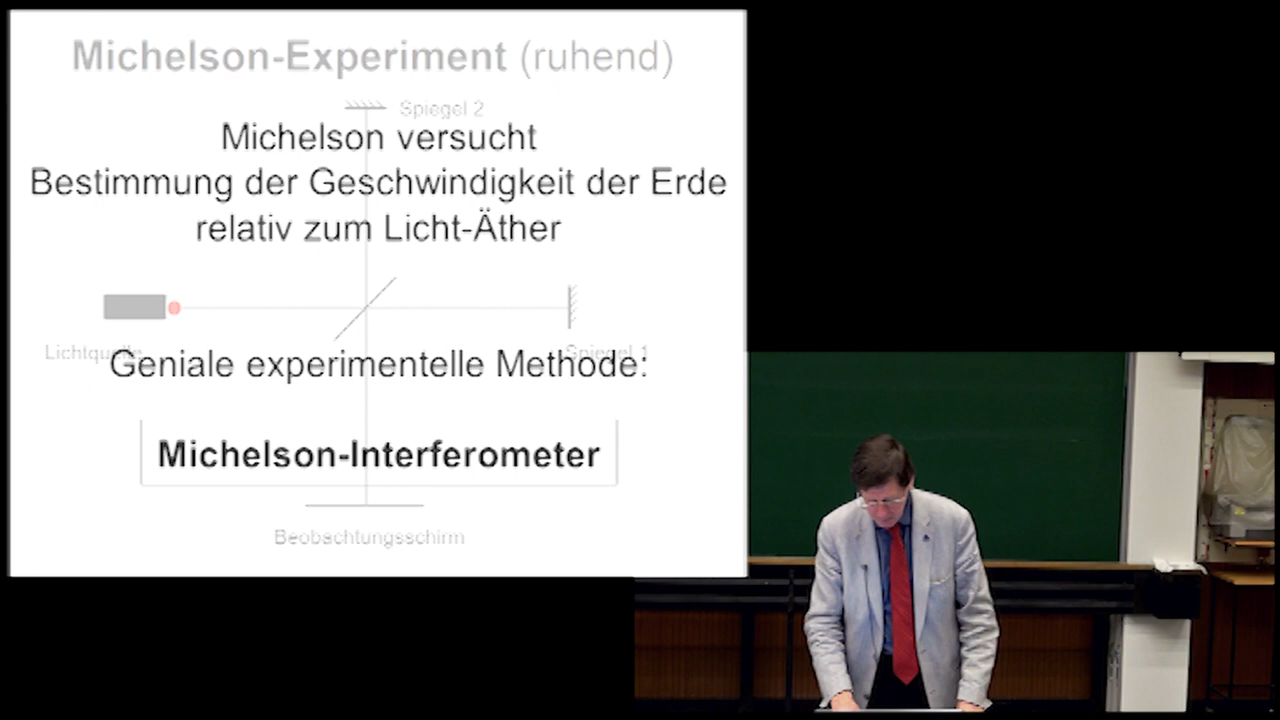 Michelson-Experiment (ruhend)
Spiegel 2
Michelson versucht
Bestimmung der Geschwindigkeit der Erde
relativ zum Licht-Äther
Lichtquelle
Spiegel 1
Geniale experimentelle Methode:
Michelson-Interferometer
Beobachtungsschirm